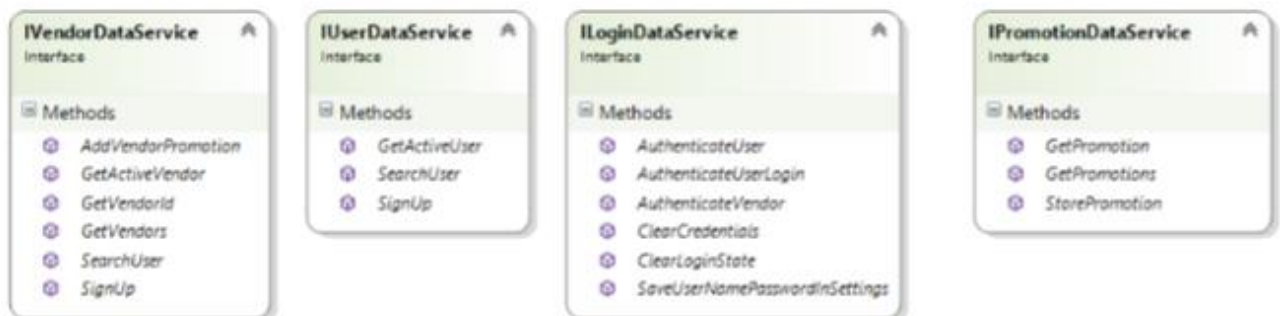 IVendorDataService
Interface
Methods
AddVendorPromotion
GetActiveVendor
GetVendorId
GetVendors
SearchUser
SignUp
IUserDataService
Interface
Methods
GetActiveUser
SearchUser
SignUp
ILoginDataService
Interface
Methods
AuthenticateUser
AuthenticateUserLogin
AuthenticateVendor
ClearCredentials
ClearLoginState
SaveUserNamePasswordInSettings
IPromotionDataService
Interface
Methods
GetPromotion
GetPromotions
StorePromotion